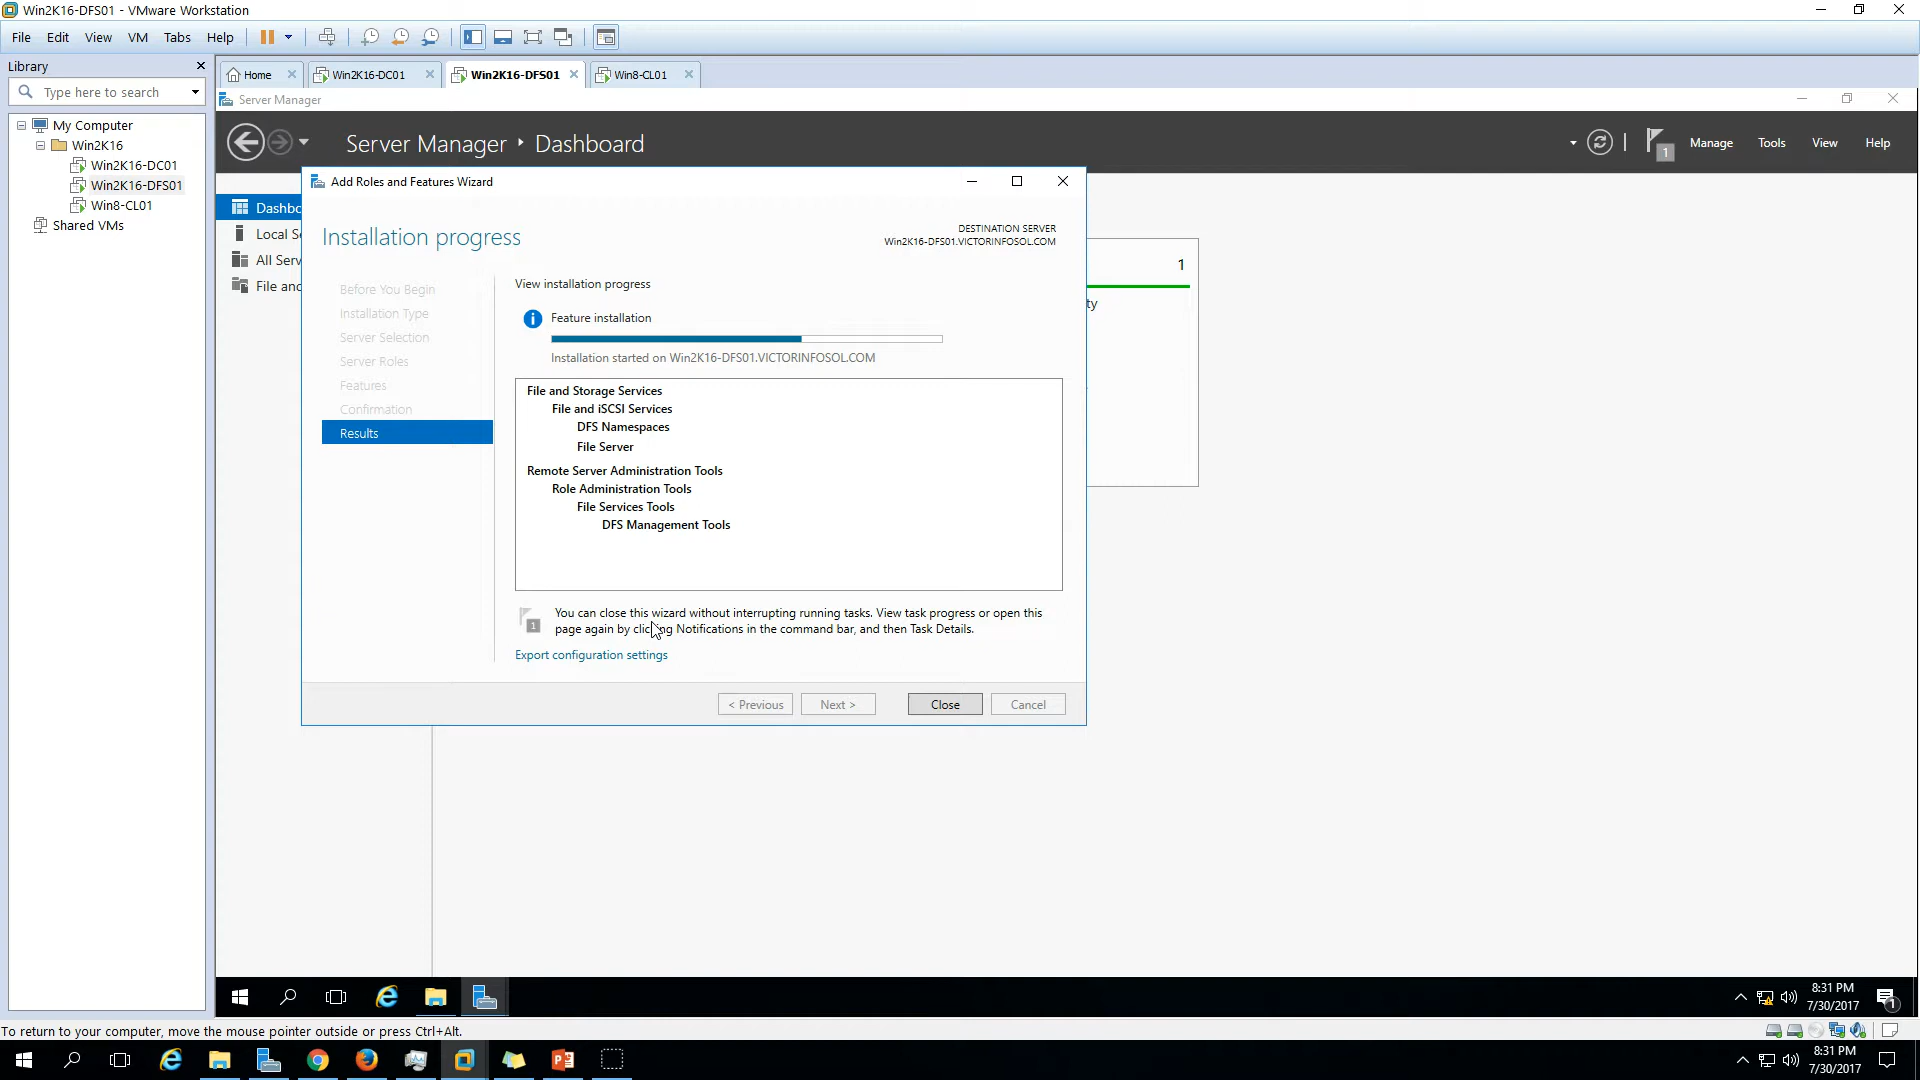 Win2K16-DFS01 - VMware Workstation
File Edit View VM Tabs Help
Library
Type here to search
My Computer
Win2K16
Win2K16-DC01
Win2K16-DFS01
Win8-CL01
Shared VMs
Home Win2K16-DC01 Win2K16-DFS01 Win8-CL01
Server Manager
Server Manager Dashboard
1 Manage Tools View Help
Dashbo
Local Se
All Serv
File and
1
ty
Add Roles and Features Wizard
Installation progress
DESTINATION SERVER
Win2K16-DFS01.VICTORINFOSOL.COM
Before You Begin
Installation Type
Server Selection
Server Roles
Features
Confirmation
Results
View installation progress
Feature installation
Installation started on Win2K16-DFS01.VICTORINFOSOL.COM
File and Storage Services
File and iSCSI Services
DFS Namespaces
File Server
Remote Server Administration Tools
Role Administration Tools
File Services Tools
DFS Management Tools
1
You can close this wizard without interrupting running tasks. View task progress or open this
page again by clicking Notifications in the command bar, and then Task Details.
Export configuration settings
< Previous Next > Close Cancel
8:31 PM
7/30/2017
1
To return to your computer, move the mouse pointer outside or press Ctrl+Alt.
8:31 PM
7/30/2017